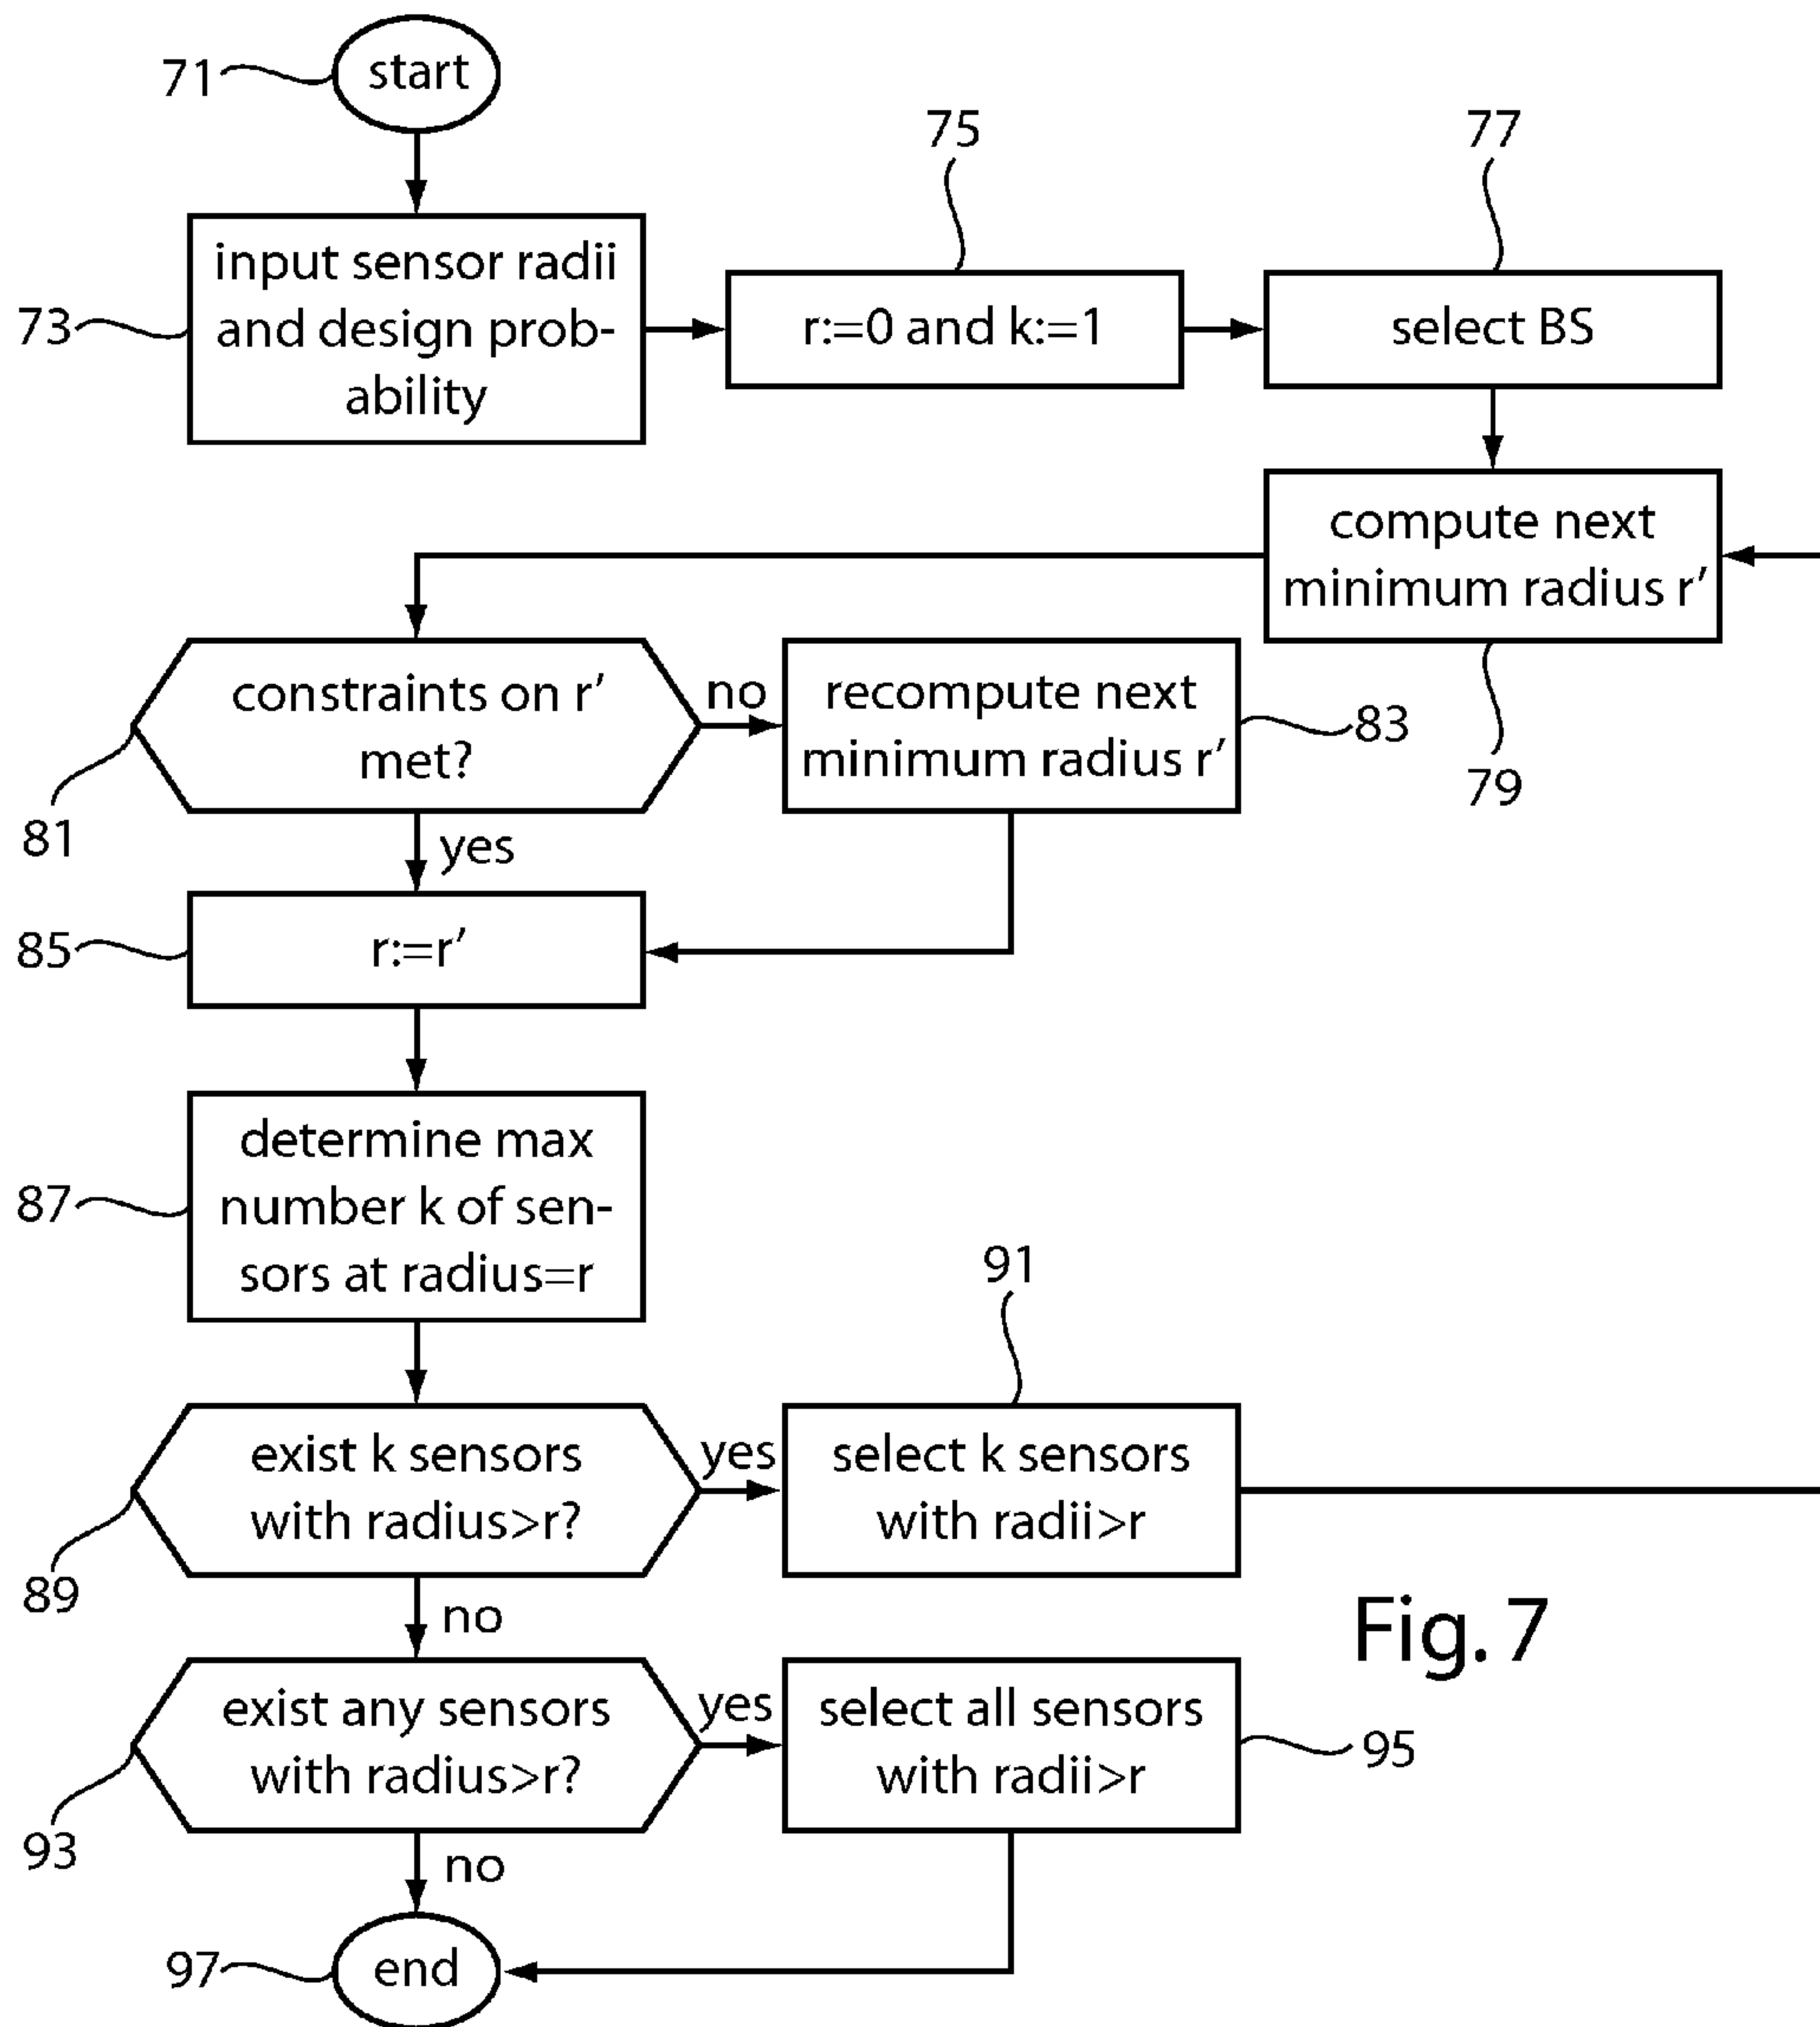 71
start
75
77
73
input sensor radii
and design prob-
ability
r:=0 and k:=1
select BS
compute next
minimum radius r'
79
81
constraints on r'
met?
no
recompute next
minimum radius r'
83
yes
85
r:=r'
87
determine max
number k of sen-
sors at radius=r
91
89
exist k sensors
with radius>r?
yes
select k sensors
with radii>r
no
Fig. 7
93
exist any sensors
with radius>r?
yes
select all sensors
with radii>r
95
no
97
end